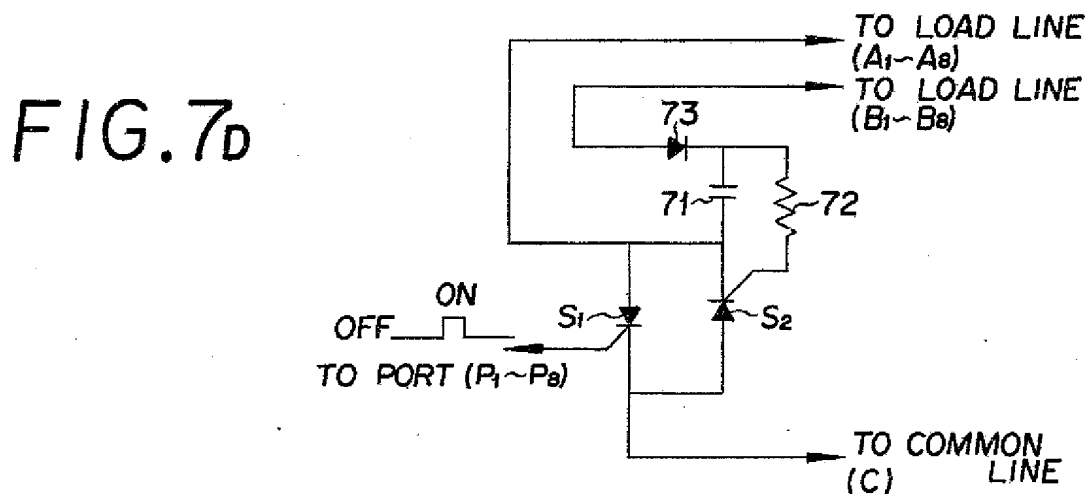 FIG. 7D
TO LOAD LINE
(A1~A8)
TO LOAD LINE
(B1~B8)
73
71
72
ON
OFF
S1
S2
TO PORT (P1~P8)
TO COMMON
(C) LINE